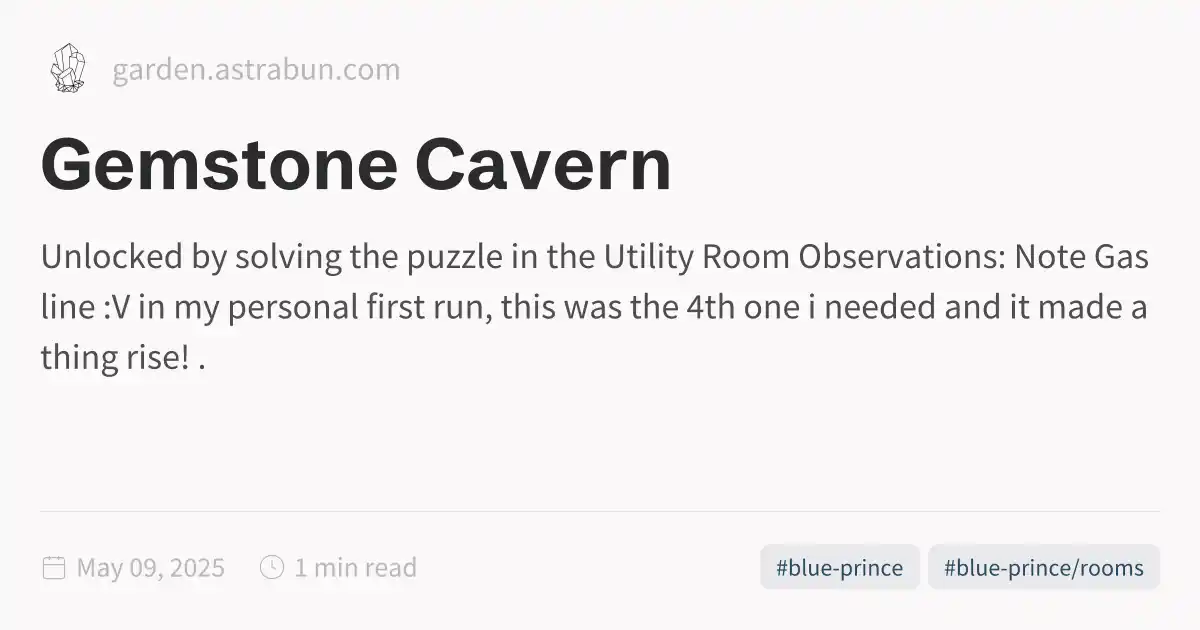 garden.astrabun.com
Gemstone Cavern
Unlocked by solving the puzzle in the Utility Room Observations: Note Gas
line :V in my personal first run, this was the 4th one i needed and it made a
thing rise! .
May 09, 2025
1 min read
#blue-prince
#blue-prince/rooms